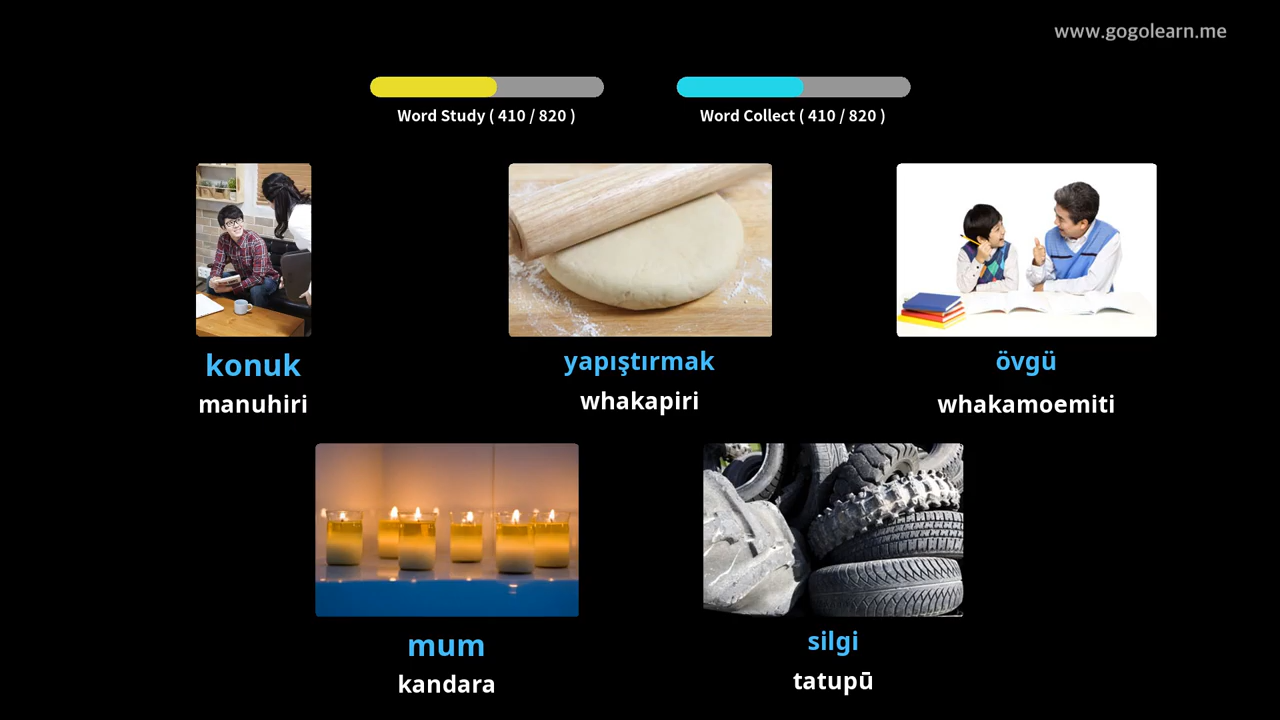 www.gogolearn.me
Word Study ( 410 / 820 )
Word Collect ( 410 / 820 )
konuk
manuhiri
yapıştırmak
whakapiri
övgü
whakamoemiti
mum
kandara
silgi
tatupū